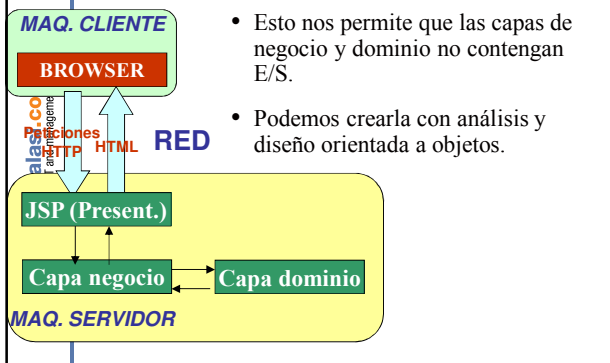 MAQ. CLIENTE
BROWSER
Peticiones
HTTP
HTML
RED
JSP (Present.)
Capa negocio
Capa dominio
MAQ. SERVIDOR
• Esto nos permite que las capas de
negocio y dominio no contengan
E/S.
• Podemos crearla con análisis y
diseño orientada a objetos.